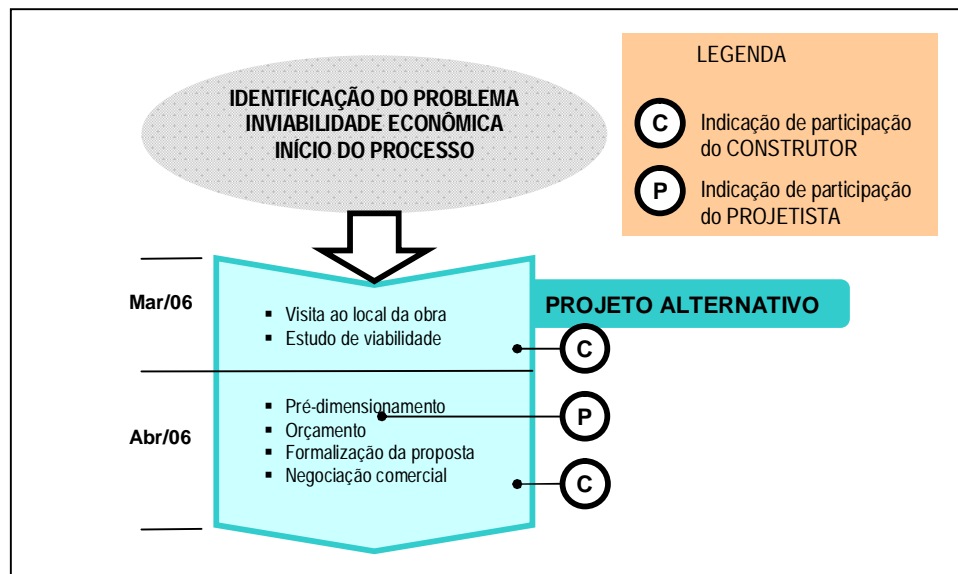 IDENTIFICAÇÃO DO PROBLEMA
INVIABILIDADE ECONÔMICA
INÍCIO DO PROCESSO
LEGENDA
C Indicação de participação
do CONSTRUTOR
P Indicação de participação
do PROJETISTA
Mar/06
PROJETO ALTERNATIVO
▪ Visita ao local da obra
▪ Estudo de viabilidade
C
Abr/06
▪ Pré-dimensionamento
P
▪ Orçamento
▪ Formalização da proposta
▪ Negociação comercial
C